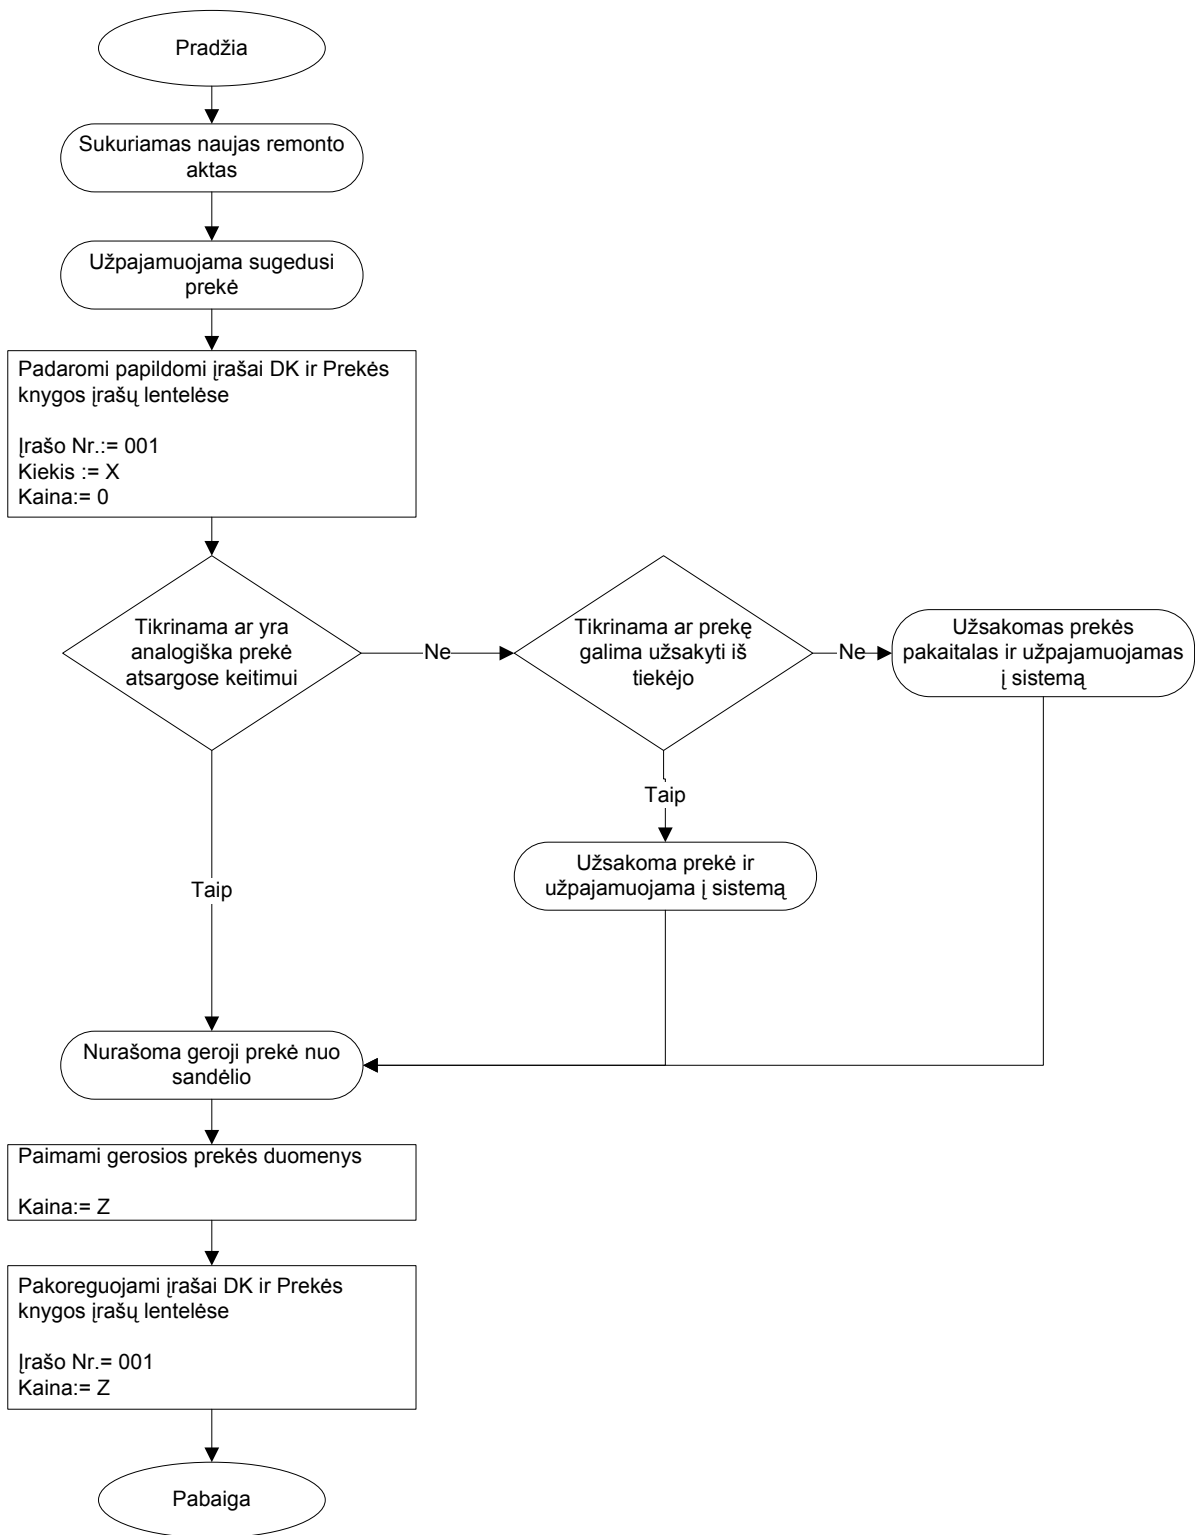 Pradžia
Sukuriamas naujas remonto
aktas
Užpajamuojama sugedusi
prekė
Padaromi papildomi įrašai DK ir Prekės
knygos įrašų lentelėse
Įrašo Nr.:= 001
Kiekis := X
Kaina:= 0
Tikrinama ar yra
analogiška prekė
atsargose keitimui
Ne
Tikrinama ar prekę
galima užsakyti iš
tiekėjo
Ne
Užsakomas prekės
pakaitalas ir užpajamuojamas
į sistemą
Taip
Užsakoma prekė ir
užpajamuojama į sistemą
Taip
Nurašoma geroji prekė nuo
sandėlio
Paimami gerosios prekės duomenys
Kaina:= Z
Pakoreguojami įrašai DK ir Prekės
knygos įrašų lentelėse
Įrašo Nr.= 001
Kaina:= Z
Pabaiga